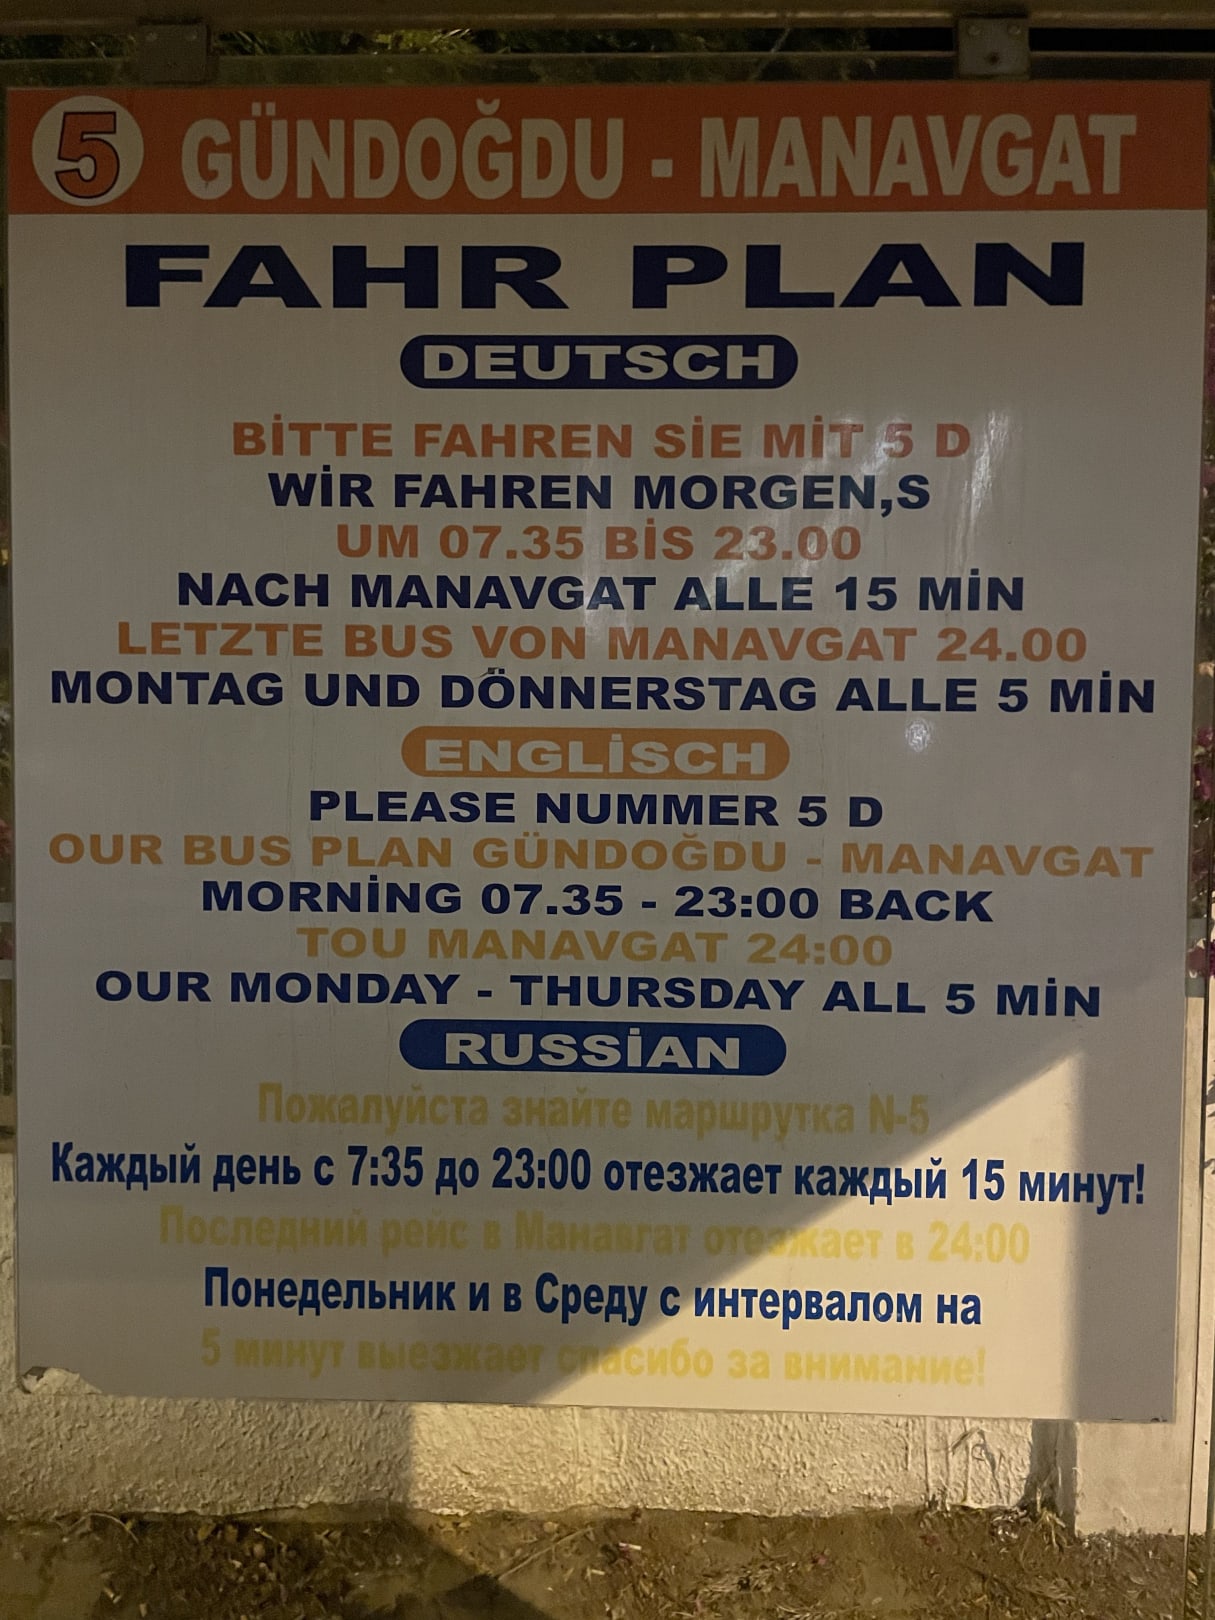 5 GÜNDOĞDU - MANAVGAT
FAHR PLAN
DEUTSCH
BİTTE FAHREN SİE MİT 5 D
WİR FAHREN MORGEN,S
UM 07.35 BİS 23.00
NACH MANAVGAT ALLE 15 MİN
LETZTE BUS VON MANAVGAT 24.00
MONTAG UND DÖNNERSTAG ALLE 5 MİN
ENGLİSCH
PLEASE NUMMER 5 D
OUR BUS PLAN GÜNDOĞDU - MANAVGAT
MORNİNG 07.35 - 23:00 BACK
TOU MANAVGAT 24:00
OUR MONDAY - THURSDAY ALL 5 MİN
RUSSİAN
Пожалуйста знайте маршрутка N-5
Каждый день с 7:35 до 23:00 отезжает каждый 15 минут!
Последний рейс в Манавгат отезжает в 24:00
Понедельник и в Среду с интервалом на
5 минут выезжает спасибо за внимание!